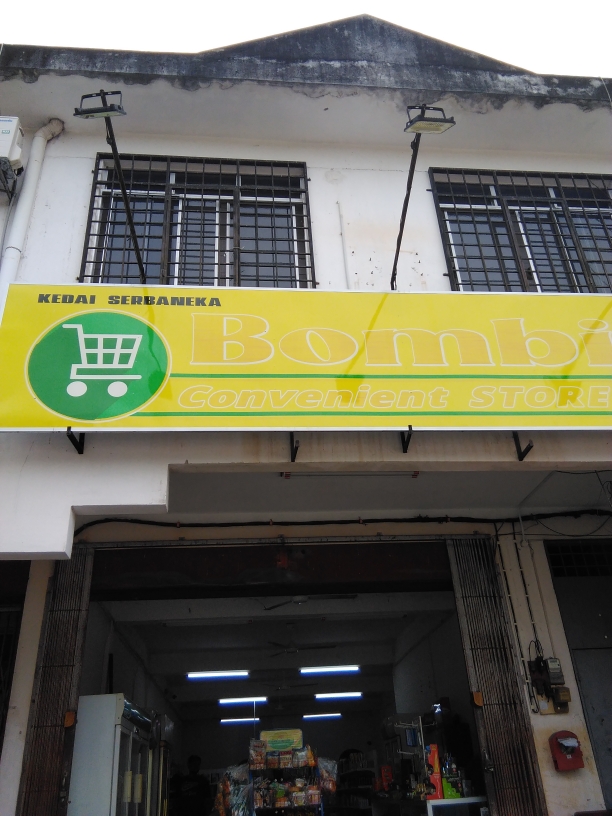 KEDAI SERBANEKA
Bombi
Convenient STORE